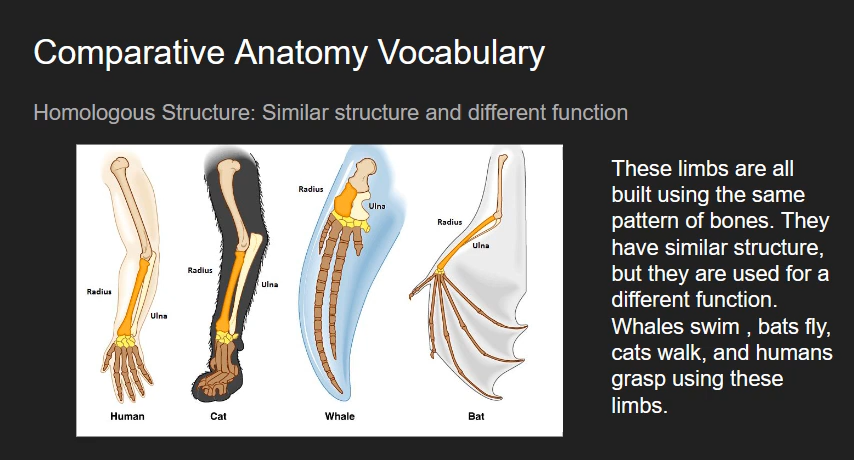 Comparative Anatomy Vocabulary
Homologous Structure: Similar structure and different function
Radius
Ulna
Human
Radius
Ulna
Cat
Radius
Ulna
Whale
Radius
Ulna
Bat
These limbs are all
built using the same
pattern of bones. They
have similar structure,
but they are used for a
different function.
Whales swim , bats fly,
cats walk, and humans
grasp using these
limbs.